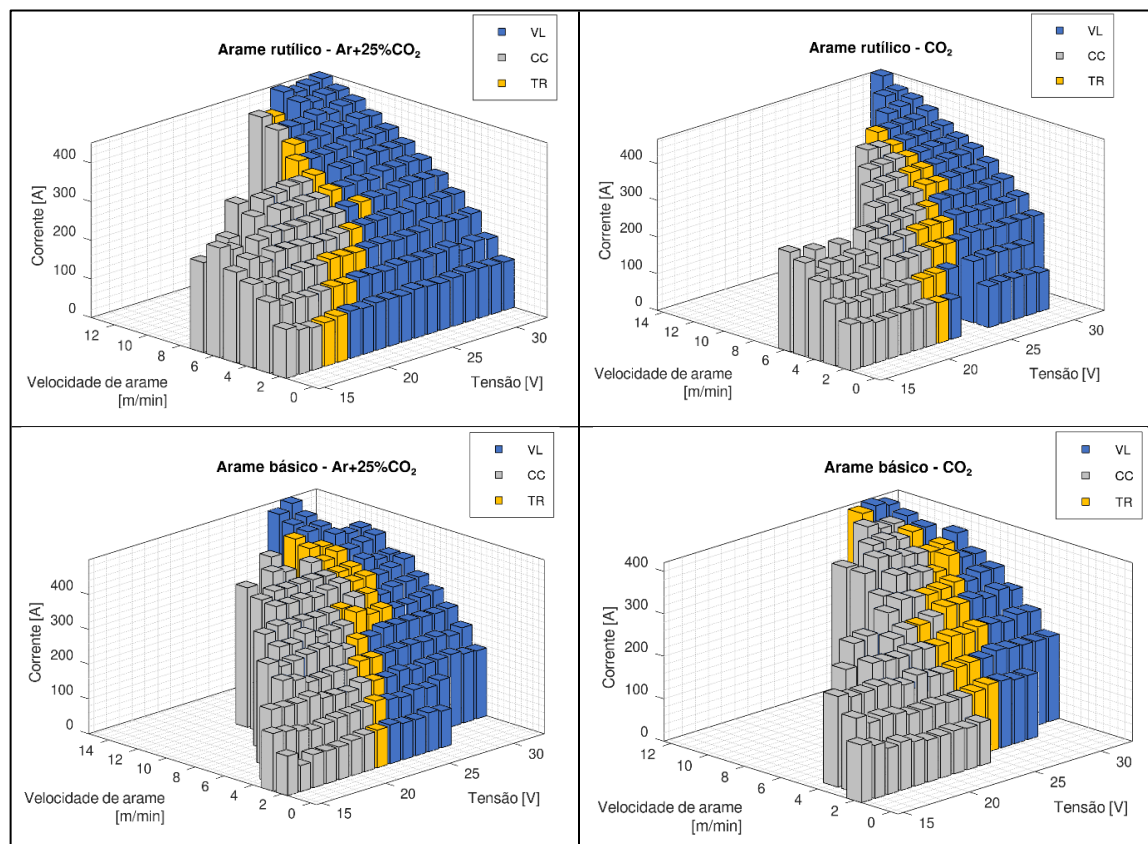 Arame rutílico - Ar+25%CO₂
VL
CC
TR
Corrente [A]
400
300
200
100
0
12
10
8
6
4
2
0
Velocidade de arame
[m/min]
15
20
25
30
Tensão [V]
Arame rutílico - CO₂
VL
CC
TR
Corrente [A]
400
300
200
100
0
14
12
10
8
6
4
2
0
Velocidade de arame
[m/min]
15
20
25
30
Tensão [V]
Arame básico - Ar+25%CO₂
VL
CC
TR
Corrente [A]
400
300
200
100
0
14
12
10
8
6
4
2
0
Velocidade de arame
[m/min]
15
20
25
30
Tensão [V]
Arame básico - CO₂
VL
CC
TR
Corrente [A]
400
300
200
100
0
12
10
8
6
4
2
0
Velocidade de arame
[m/min]
15
20
25
30
Tensão [V]